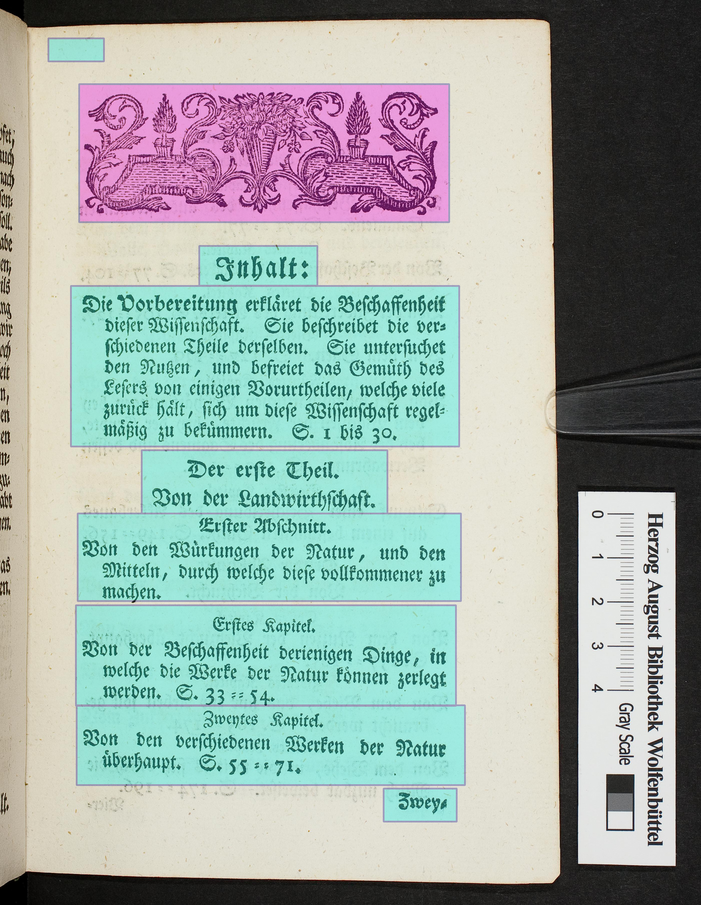 Inhalt:
Die Vorbereitung erkläret die Beschaffenheit
dieser Wissenschaft. Sie beschreibet die ver-
schiedenen Theile derselben. Sie untersuchet
den Nutzen, und befreiet das Gemüth des
Lesers von einigen Vorurtheilen, welche viele
zurück hält, sich um diese Wissenschaft regel-
mäßig zu bekümmern. S. 1 bis 30.
Der erste Theil.
Von der Landwirthschaft.
Erster Abschnitt.
Von den Würkungen der Natur, und den
Mitteln, durch welche diese vollkommener zu
machen.
Erstes Kapitel.
Von der Beschaffenheit derienigen Dinge, in
welche die Werke der Natur können zerlegt
werden. S. 33 == 54.
Zweytes Kapitel.
Von den verschiedenen Werken der Natur
überhaupt. S. 55 == 71.
Zwey-
0 1 2 3 4
Gray Scale
Herzog August Bibliothek Wolfenbüttel